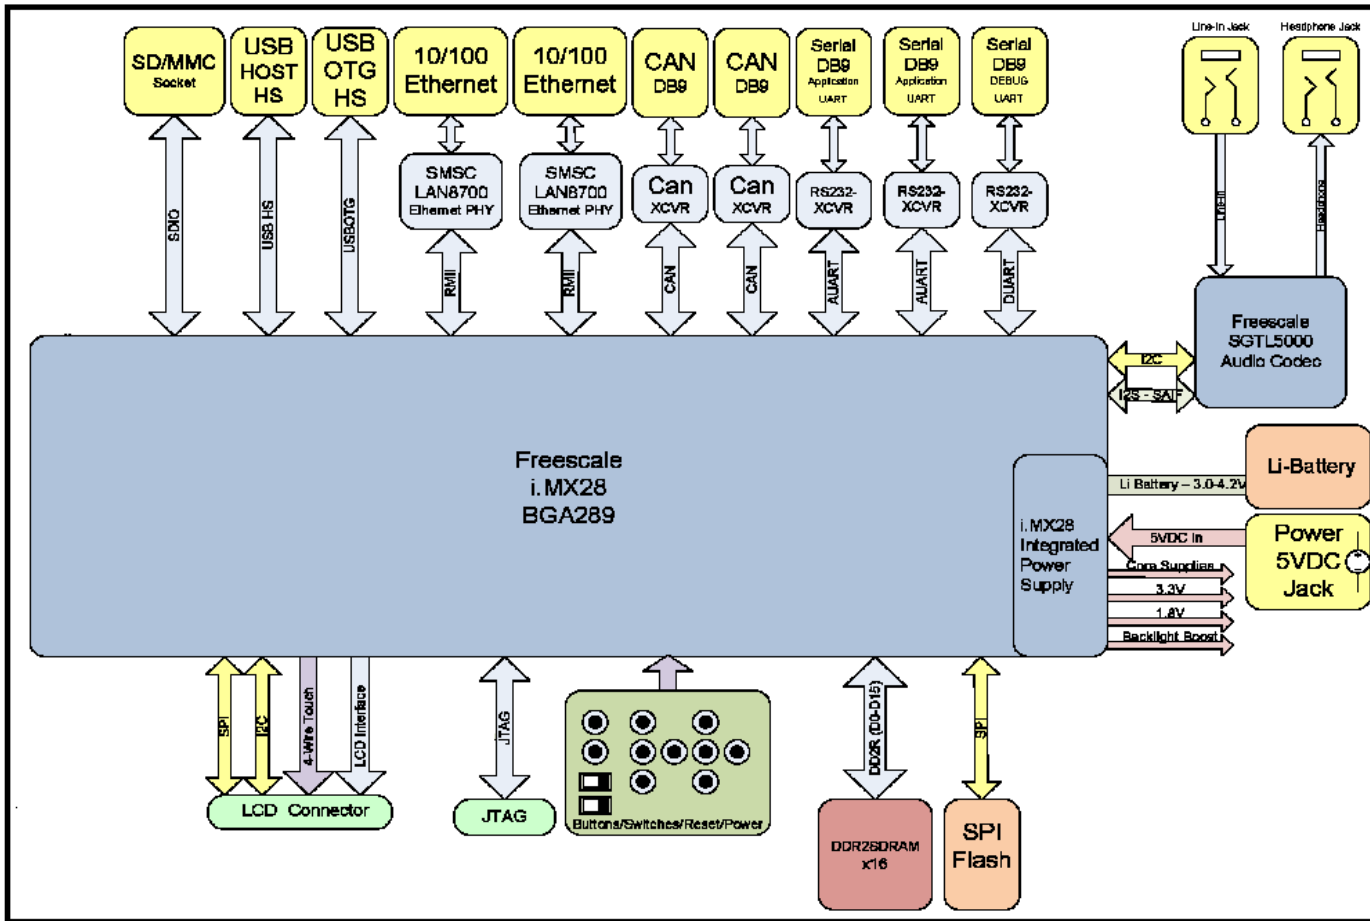 SD/MMC
Socket
USB
HOST
HS
USB
OTG
HS
10/100
Ethernet
10/100
Ethernet
CAN
DB9
CAN
DB9
Serial
DB9
Application
UART
Serial
DB9
Application
UART
Serial
DB9
DEBUG
UART
Line-In Jack
Headphone Jack
SMSC
LAN8700
Ethernet PHY
SMSC
LAN8700
Ethernet PHY
Can
XCVR
Can
XCVR
RS232-
XCVR
RS232-
XCVR
RS232-
XCVR
SDIO
USB HS
USBOTG
RMII
RMII
CAN
CAN
AUART
AUART
DUART
Line-In
Headphone
Freescale
SGTL5000
Audio Codec
I2C
I2S - SAIF
Freescale
i.MX28
BGA289
i.MX28
Integrated
Power
Supply
Li Battery – 3.0-4.2V
Li-Battery
5VDC In
Power
5VDC
Jack
Core Supplies
3.3V
1.8V
Backlight Boost
SPI
I2C
4-Wire Touch
LCD Interface
JTAG
DD2R (D0-D15)
SPI
LCD Connector
JTAG
Buttons/Switches/Reset/Power
DDR2SDRAM
x16
SPI
Flash